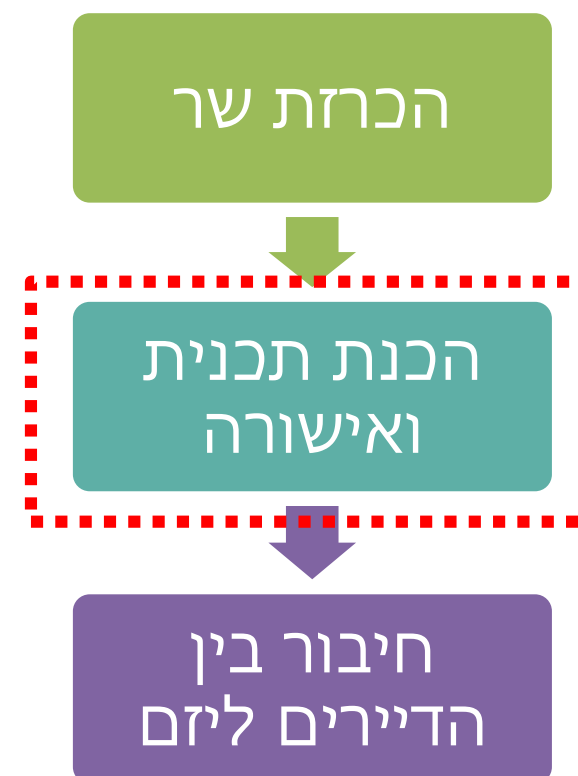 הכרזת שר
הכנת תכנית
ואישורה
חיבור בין
הדיירים ליזם